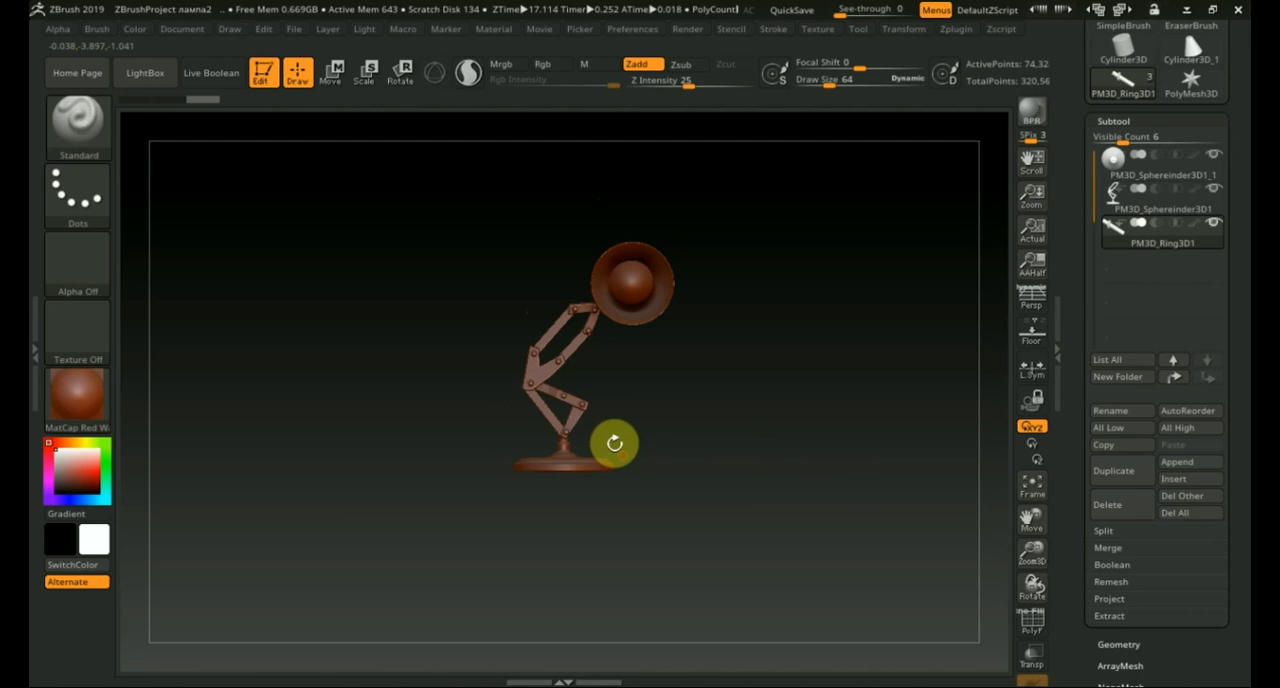 ZBrush 2019 ZBrushProject лампа2 .. • Free Mem 0.669GB • Active Mem 643 • Scratch Disk 134 • ZTime▶17.114 Timer▶0.252 ATime▶0.018 • PolyCount AC QuickSave See-through 0 Menus DefaultZScript
Alpha Brush Color Document Draw Edit File Layer Light Macro Marker Material Movie Picker Preferences Render Stencil Stroke Texture Tool Transform Zplugin Zscript
-0.038,-3.897,-1.041
Home Page LightBox Live Boolean Edit Draw Move Scale Rotate
Mrgb Rgb M Zadd Zsub Zcut
Rgb Intensity Z Intensity 25
Focal Shift 0
Draw Size 64 Dynamic
S D
ActivePoints: 74,32
TotalPoints: 320,56
Standard
Dots
Alpha Off
Texture Off
MatCap Red W
Gradient
SwitchColor
Alternate
BPR
SPix 3
Scroll
Zoom
Actual
AAHalf
Persp
Floor
L.Sym
XYZ
Frame
Move
Zoom3D
Rotate
PolyF
Transp
SimpleBrush EraserBrush
Cylinder3D Cylinder3D_1
3
PM3D_Ring3D1 PolyMesh3D
Subtool
Visible Count 6
PM3D_Sphereinder3D1_1
PM3D_Sphereinder3D1
PM3D_Ring3D1
List All
New Folder
Rename AutoReorder
All Low All High
Copy Paste
Duplicate Append
Insert
Delete Del Other
Del All
Split
Merge
Boolean
Remesh
Project
Extract
Geometry
ArrayMesh